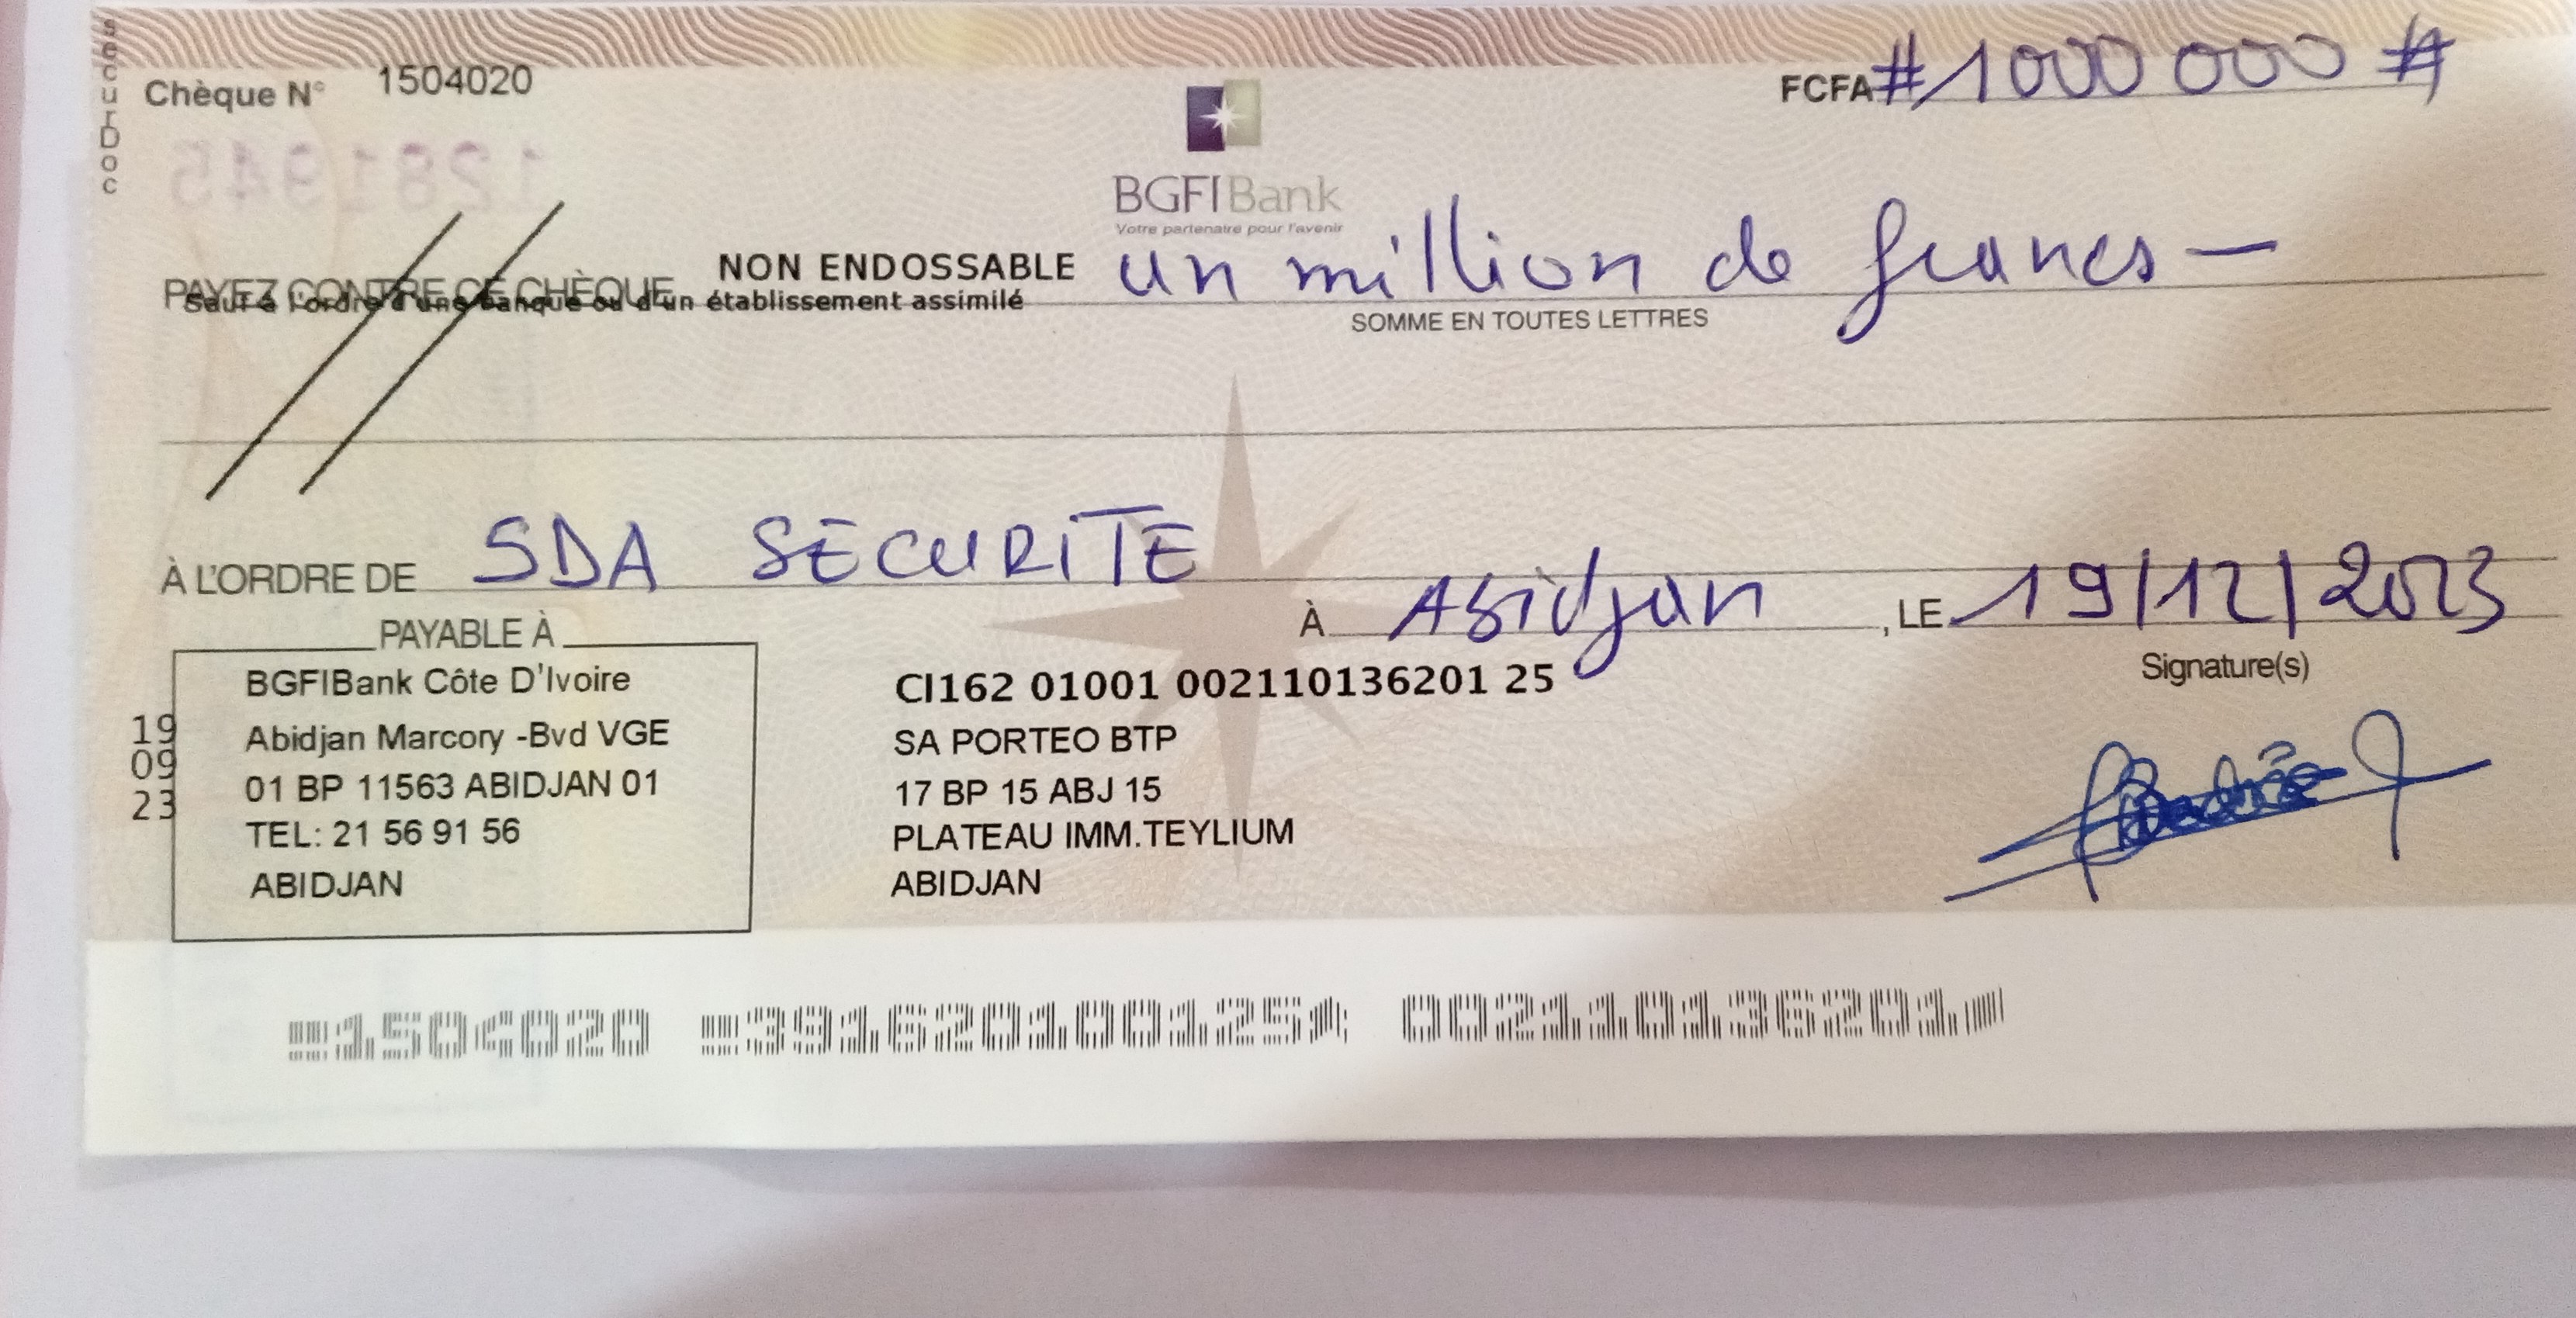 SecuriDoc
Chèque N° 1504020
FCFA # 1000 000 #
1281945
BGFIBank
Votre partenaire pour l'avenir
PAYEZ CONTRE CE CHÈQUE NON ENDOSSABLE un million de francs —
Sauf à l'ordre d'une banque ou d'un établissement assimilé
SOMME EN TOUTES LETTRES
À L'ORDRE DE SDA SECURITE
À Abidjan, LE 19/12/2023
PAYABLE À
Signature(s)
BGFIBank Côte D'Ivoire
Abidjan Marcory -Bvd VGE
01 BP 11563 ABIDJAN 01
TEL: 21 56 91 56
ABIDJAN
19
09
23
CI162 01001 002110136201 25
SA PORTEO BTP
17 BP 15 ABJ 15
PLATEAU IMM.TEYLIUM
ABIDJAN
1504020 391620100125 002110136201